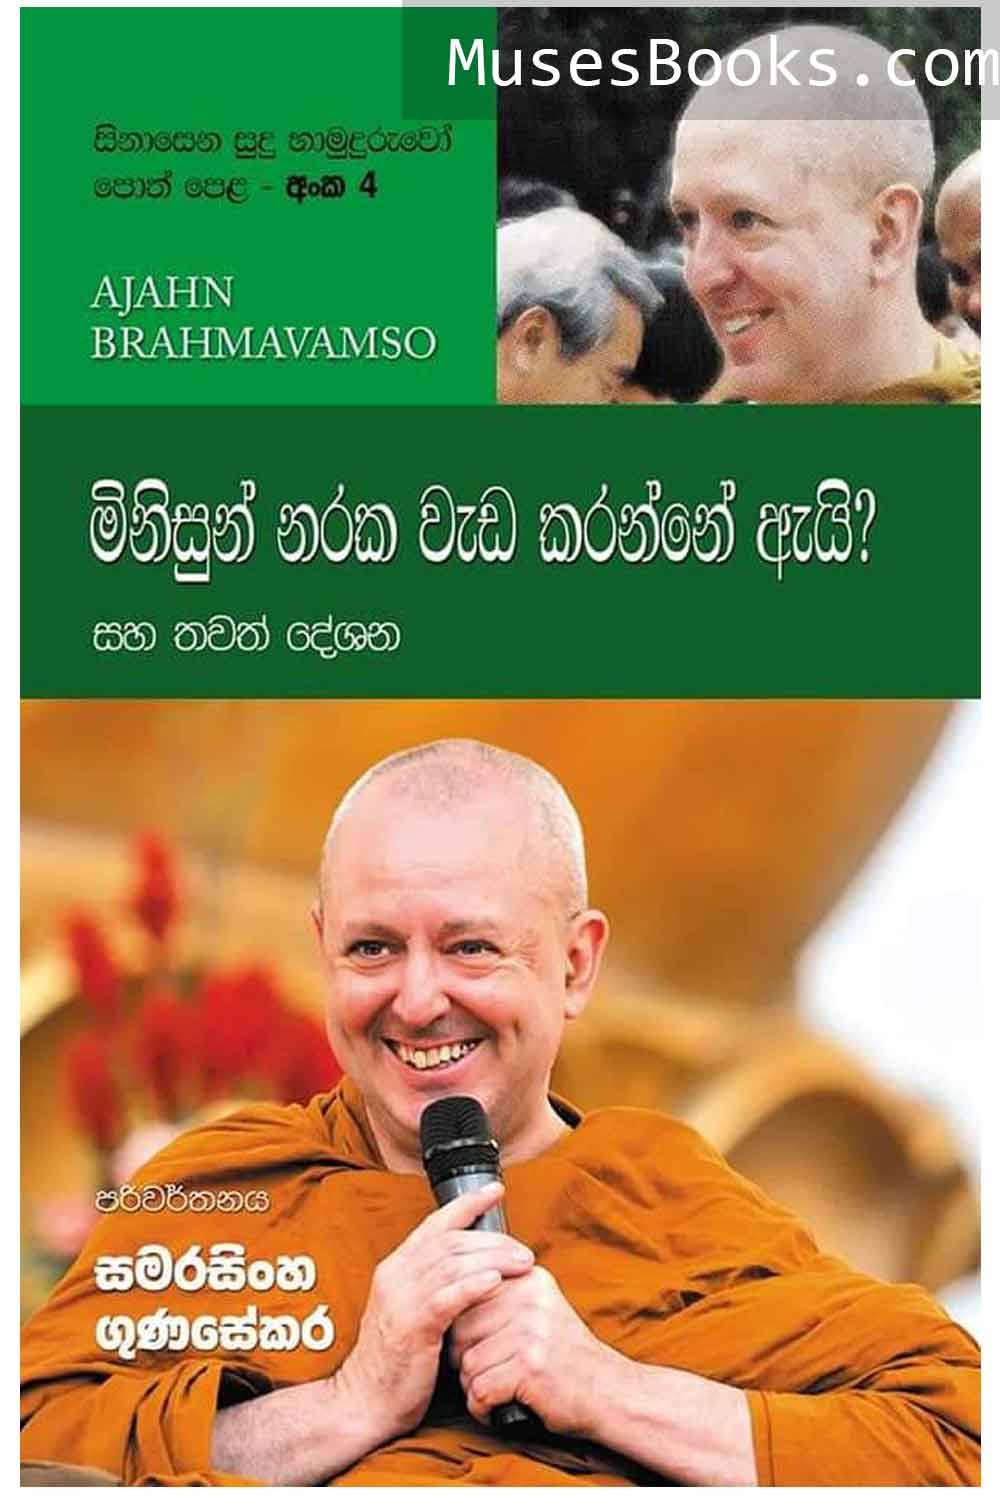 MusesBooks.com
සිනාසෙන සුදු හාමුදුරුවෝ
පොත් පෙළ - අංක 4
AJAHN
BRAHMAVAMSO
මිනිසුන් නරක වැඩ කරන්නේ ඇයි?
සහ තවත් දේශන
පරිවර්තනය
සමරසිංහ
ගුණසේකර